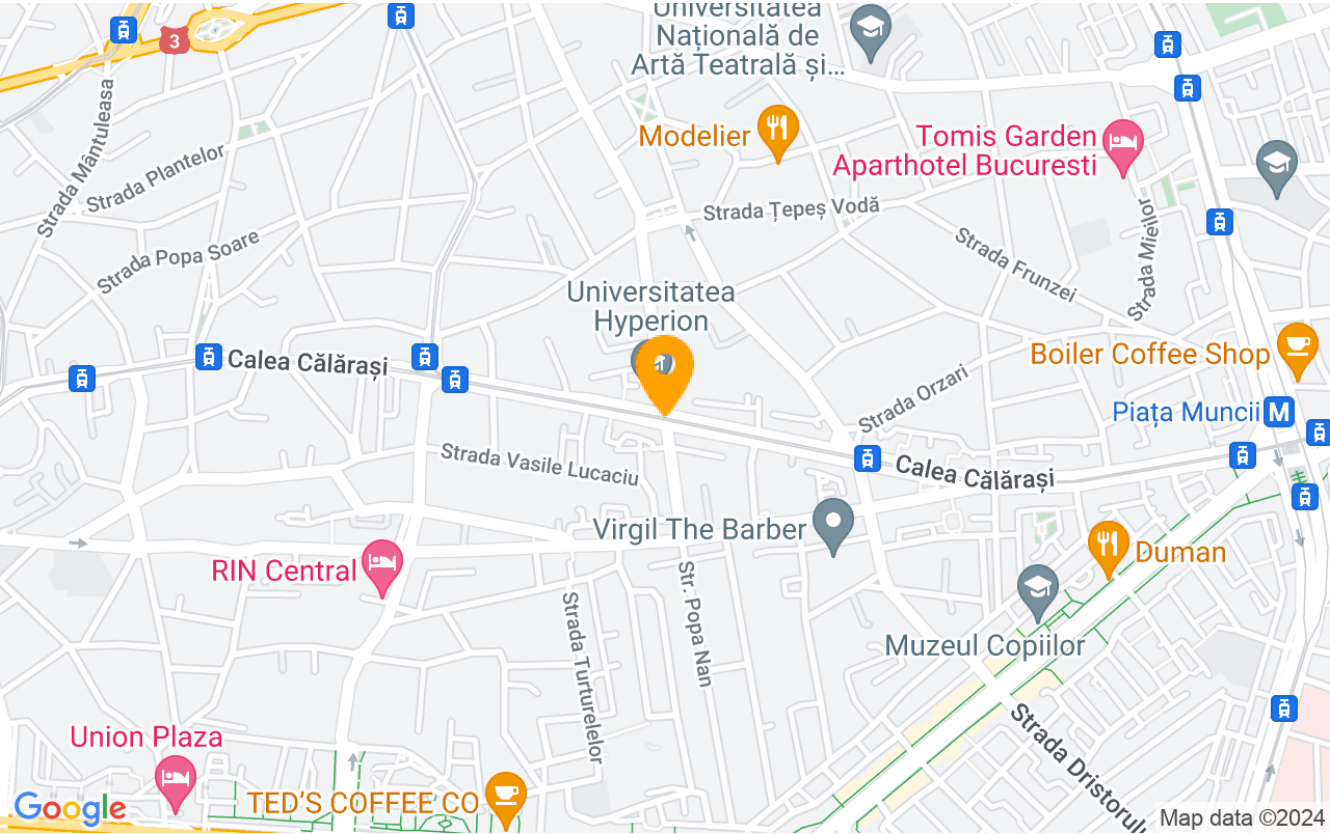 Universitatea
Națională de
Artă Teatrală și...
3
Modelier
Tomis Garden
Aparthotel Bucuresti
Strada Mântuleasa
Strada Plantelor
Strada Țepeș Vodă
Strada Popa Soare
Strada Frunzei
Strada Mieilor
Universitatea
Hyperion
Calea Călărași
Boiler Coffee Shop
Strada Orzari
Piața Muncii M
Strada Vasile Lucaciu
Calea Călărași
Virgil The Barber
RIN Central
Duman
Strada Turturelelor
Str. Popa Nan
Muzeul Copiilor
Union Plaza
Strada Dristorului
TED'S COFFEE CO
Google
Map data ©2024